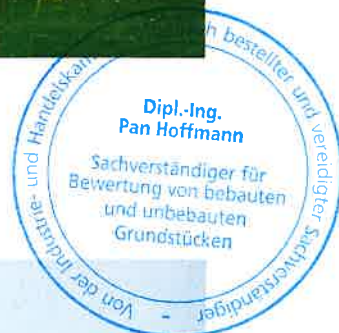 Von der Industrie- und Handelskam h bestellter und vereidigter Sachverständiger -
Dipl.-Ing.
Pan Hoffmann
Sachverständiger für
Bewertung von bebauten
und unbebauten
Grundstücken